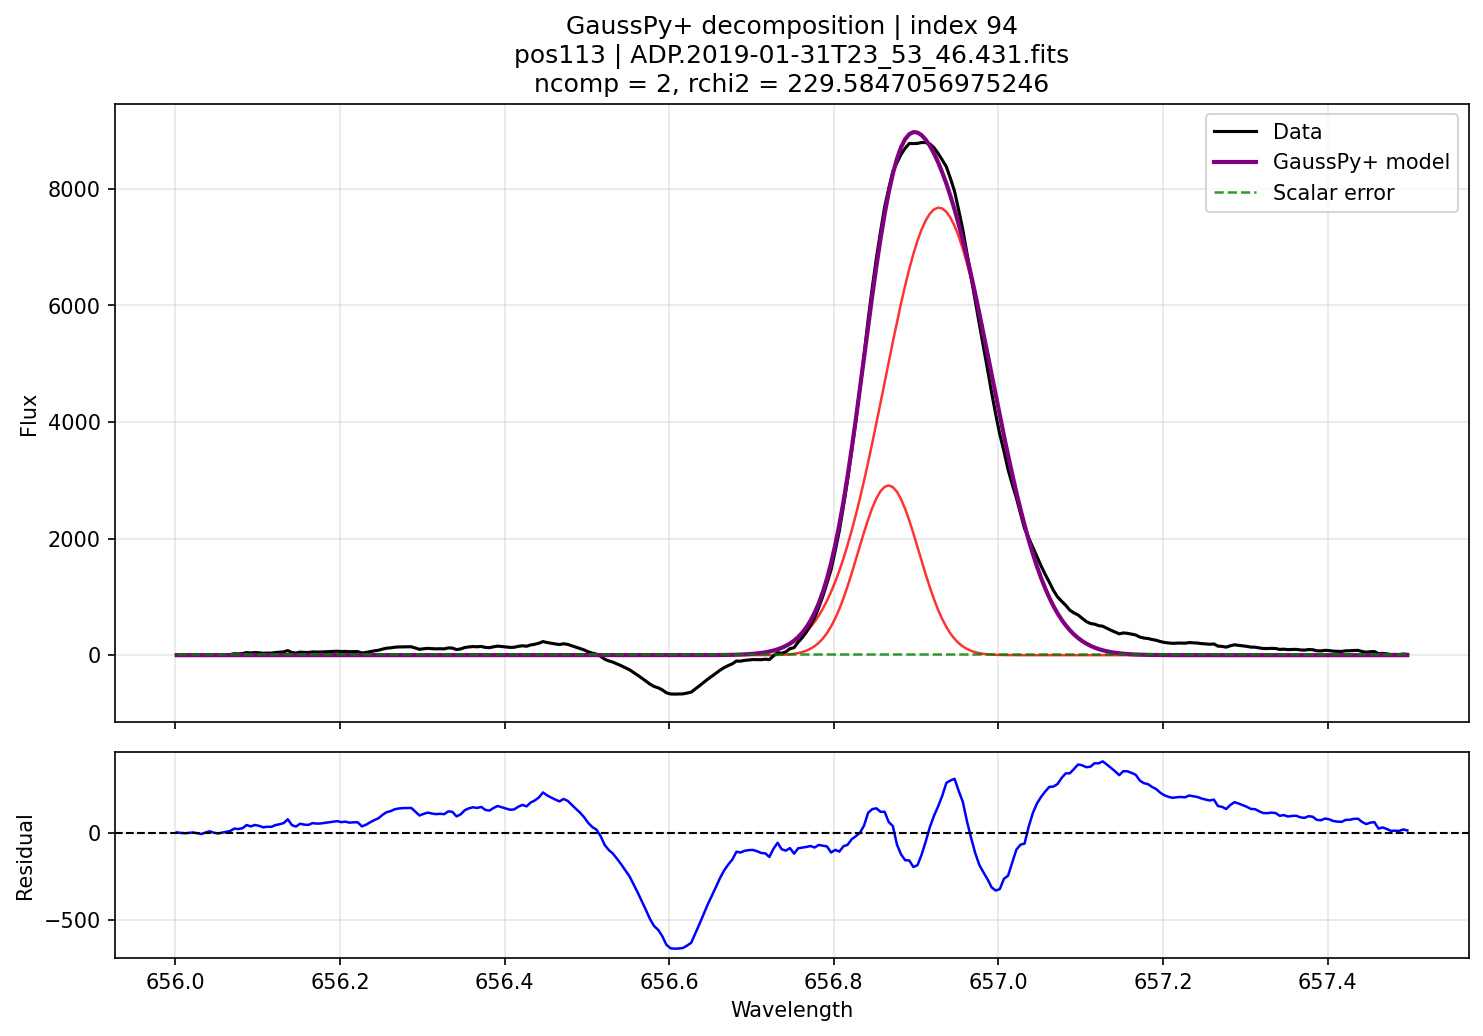 GaussPy+ decomposition | index 94
pos113 | ADP.2019-01-31T23_53_46.431.fits
ncomp = 2, rchi2 = 229.5847056975246
Data
GaussPy+ model
Scalar error
Flux
8000
6000
4000
2000
0
Residual
0
−500
656.0 656.2 656.4 656.6 656.8 657.0 657.2 657.4
Wavelength